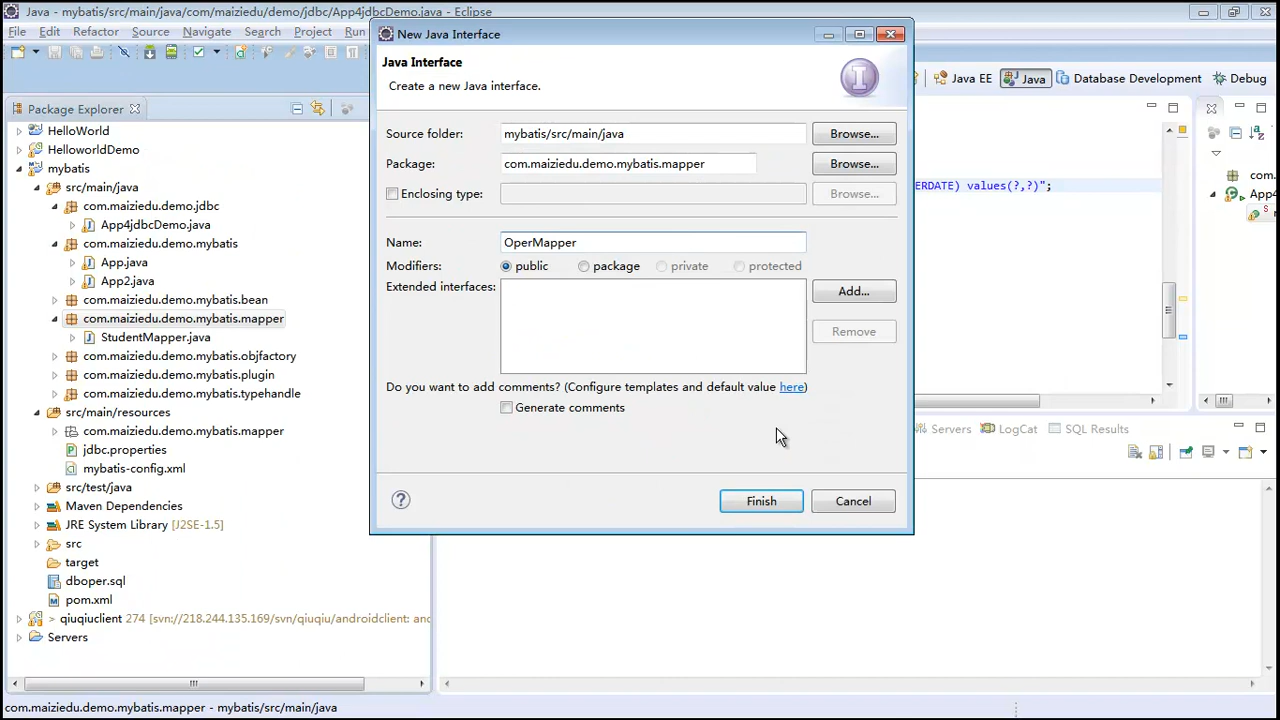 Java - mybatis/src/main/java/com/maiziedu/demo/jdbc/App4jdbcDemo.java - Eclipse
File Edit Refactor Source Navigate Search Project Run
New Java Interface
Java Interface
Create a new Java interface.
Java EE Java Database Development Debug
Package Explorer
HelloWorld
HelloworldDemo
mybatis
src/main/java
com.maiziedu.demo.jdbc
App4jdbcDemo.java
com.maiziedu.demo.mybatis
App.java
App2.java
com.maiziedu.demo.mybatis.bean
com.maiziedu.demo.mybatis.mapper
StudentMapper.java
com.maiziedu.demo.mybatis.objfactory
com.maiziedu.demo.mybatis.plugin
com.maiziedu.demo.mybatis.typehandle
src/main/resources
com.maiziedu.demo.mybatis.mapper
jdbc.properties
mybatis-config.xml
src/test/java
Maven Dependencies
JRE System Library [J2SE-1.5]
src
target
dboper.sql
pom.xml
> qiuqiuclient 274 [svn://218.244.135.169/svn/qiuqiu/androidclient: anc
Servers
Source folder: mybatis/src/main/java Browse...
Package: com.maiziedu.demo.mybatis.mapper Browse...
Enclosing type: Browse...
Name: OperMapper
Modifiers: public package private protected
Extended interfaces: Add...
Remove
Do you want to add comments? (Configure templates and default value here)
Generate comments
? Finish Cancel
ERDATE) values(?,?)";
com.
App4
S
Servers LogCat SQL Results
com.maiziedu.demo.mybatis.mapper - mybatis/src/main/java